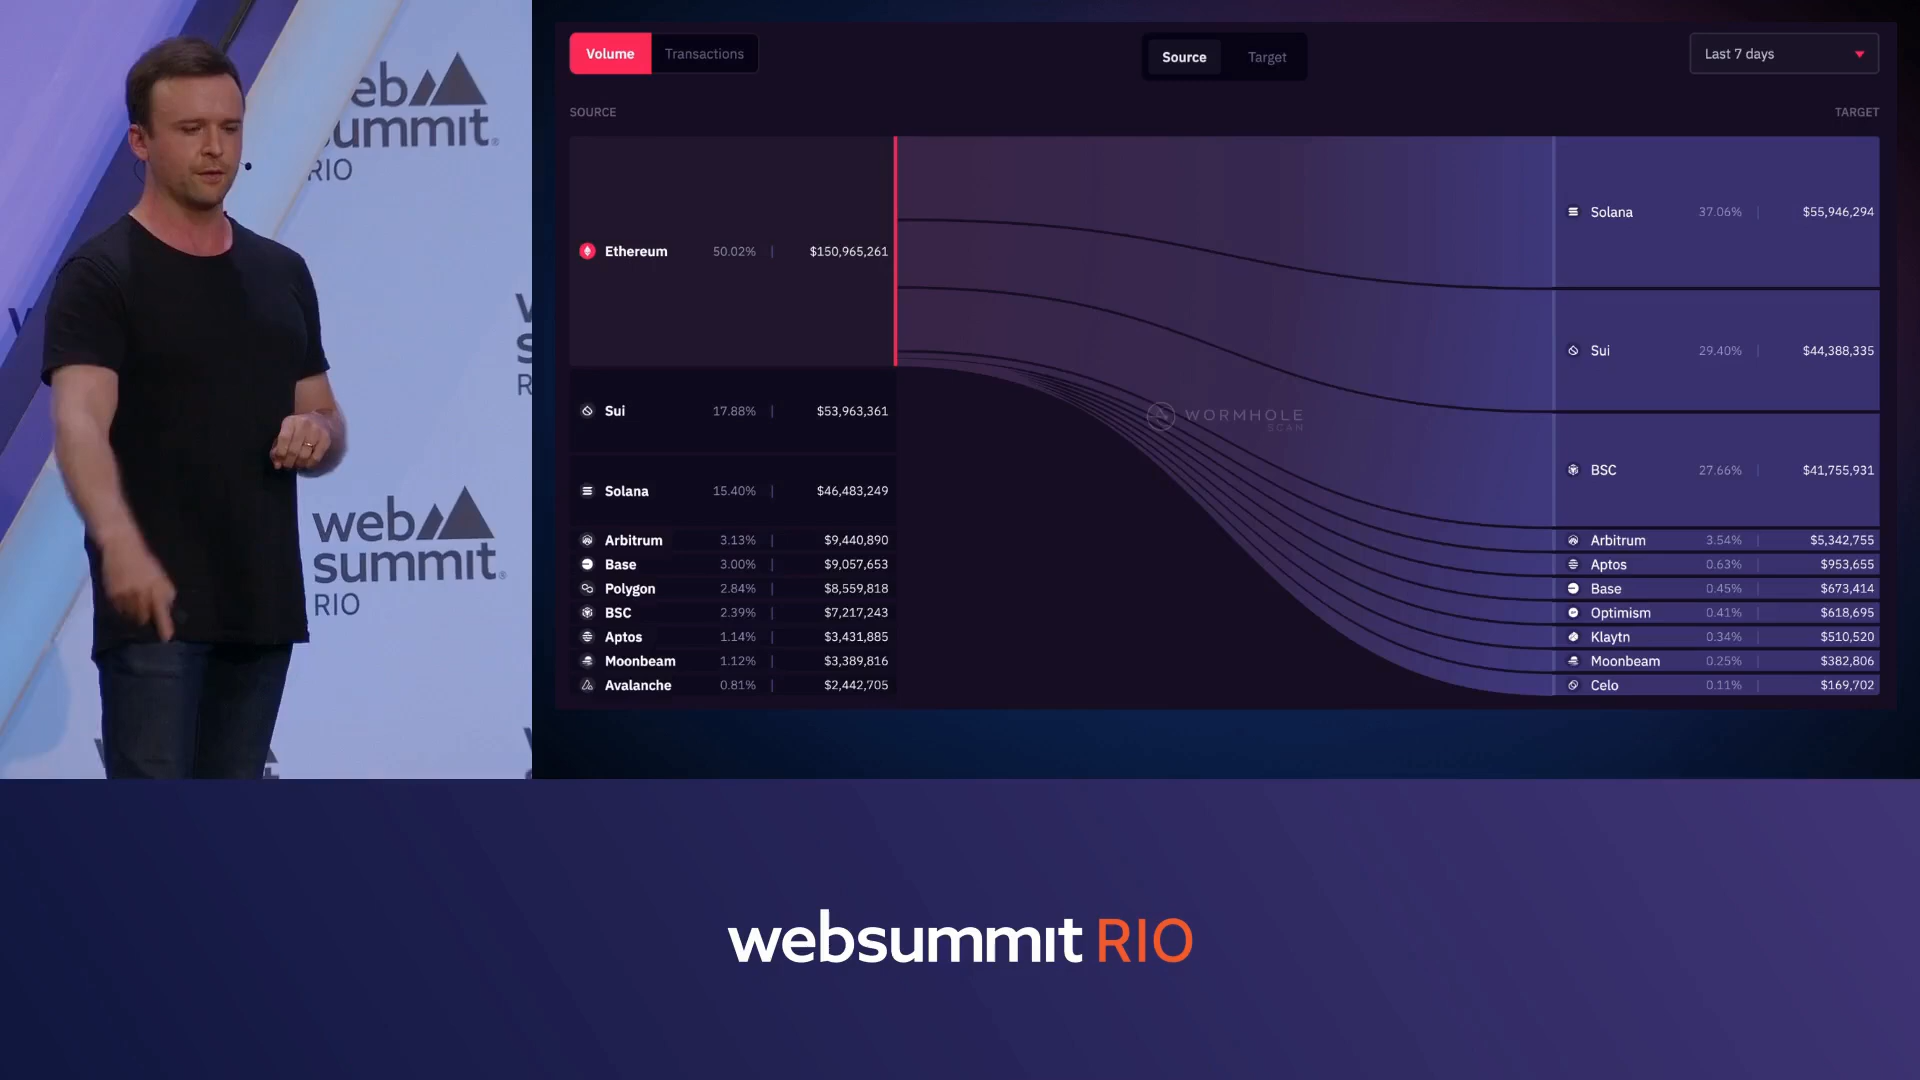 eb
ummit
RIO
web
summit
RIO
Volume
Transactions
Source
Target
Last 7 days
SOURCE
TARGET
Ethereum 50.02% | $150,965,261
Sui 17.88% | $53,963,361
Solana 15.40% | $46,483,249
Arbitrum 3.13% | $9,440,890
Base 3.00% | $9,057,653
Polygon 2.84% | $8,559,818
BSC 2.39% | $7,217,243
Aptos 1.14% | $3,431,885
Moonbeam 1.12% | $3,389,816
Avalanche 0.81% | $2,442,705
WORMHOLE
SCAN
Solana 37.06% | $55,946,294
Sui 29.40% | $44,388,335
BSC 27.66% | $41,755,931
Arbitrum 3.54% | $5,342,755
Aptos 0.63% | $953,655
Base 0.45% | $673,414
Optimism 0.41% | $618,695
Klaytn 0.34% | $510,520
Moonbeam 0.25% | $382,806
Celo 0.11% | $169,702
websummit RIO